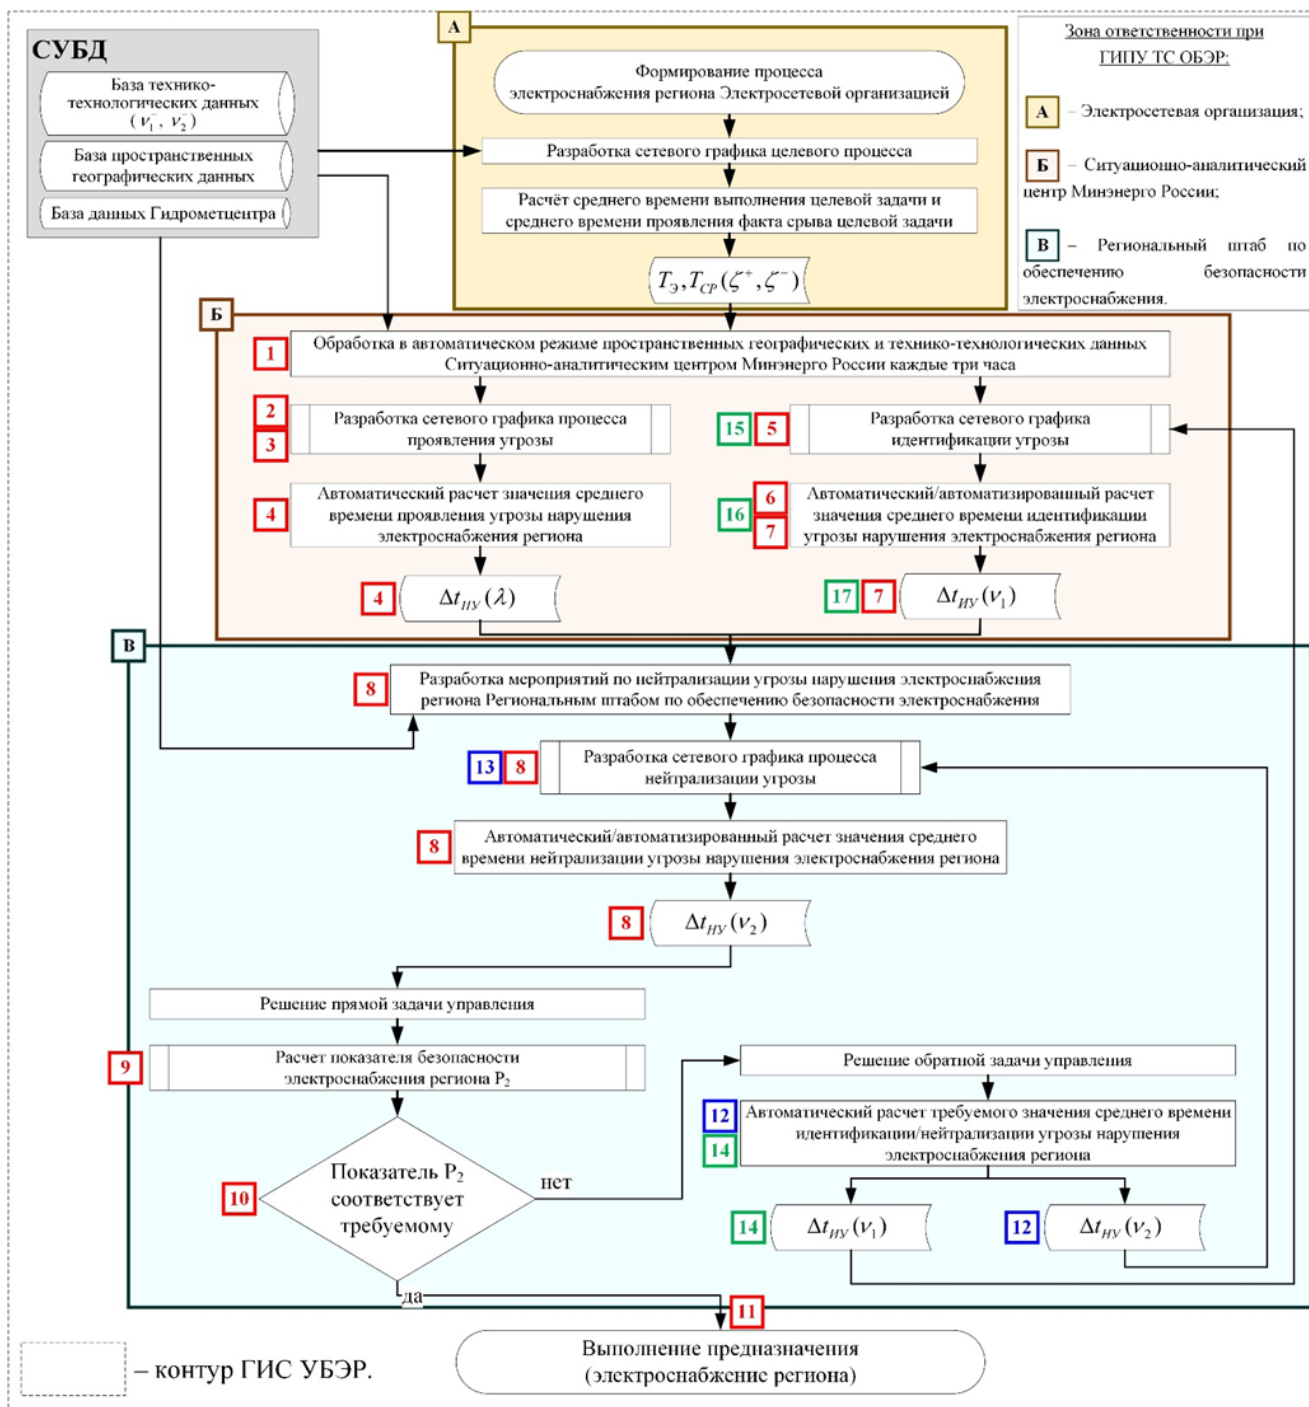 СУБД
База технико-
технологических данных
(ν₁⁻, ν₂⁻)
База пространственных
географических данных
База данных Гидрометцентра
А
Формирование процесса
электроснабжения региона Электросетевой организацией
Разработка сетевого графика целевого процесса
Расчёт среднего времени выполнения целевой задачи и
среднего времени проявления факта срыва целевой задачи
T_Э, T_СР(ζ⁺, ζ⁻)
Зона ответственности при
ГИПУ ТС ОБЭР:
А – Электросетевая организация;
Б – Ситуационно-аналитический
центр Минэнерго России;
В – Региональный штаб по
обеспечению безопасности
электроснабжения.
Б
1
Обработка в автоматическом режиме пространственных географических и технико-технологических данных
Ситуационно-аналитическим центром Минэнерго России каждые три часа
2
3
Разработка сетевого графика процесса
проявления угрозы
15
5
Разработка сетевого графика
идентификации угрозы
4
Автоматический расчет значения среднего
времени проявления угрозы нарушения
электроснабжения региона
16
6
7
Автоматический/автоматизированный расчет
значения среднего времени идентификации
угрозы нарушения электроснабжения региона
4
Δt_ПУ(λ)
17
7
Δt_ИУ(ν₁)
В
8
Разработка мероприятий по нейтрализации угрозы нарушения электроснабжения
региона Региональным штабом по обеспечению безопасности электроснабжения
13
8
Разработка сетевого графика процесса
нейтрализации угрозы
8
Автоматический/автоматизированный расчет значения среднего
времени нейтрализации угрозы нарушения электроснабжения региона
8
Δt_НУ(ν₂)
Решение прямой задачи управления
9
Расчет показателя безопасности
электроснабжения региона P₂
Решение обратной задачи управления
12
14
Автоматический расчет требуемого значения среднего времени
идентификации/нейтрализации угрозы нарушения
электроснабжения региона
10
Показатель P₂
соответствует
требуемому
нет
14
Δt_ИУ(ν₁)
12
Δt_НУ(ν₂)
да
11
Выполнение предназначения
(электроснабжение региона)
– контур ГИС УБЭР.